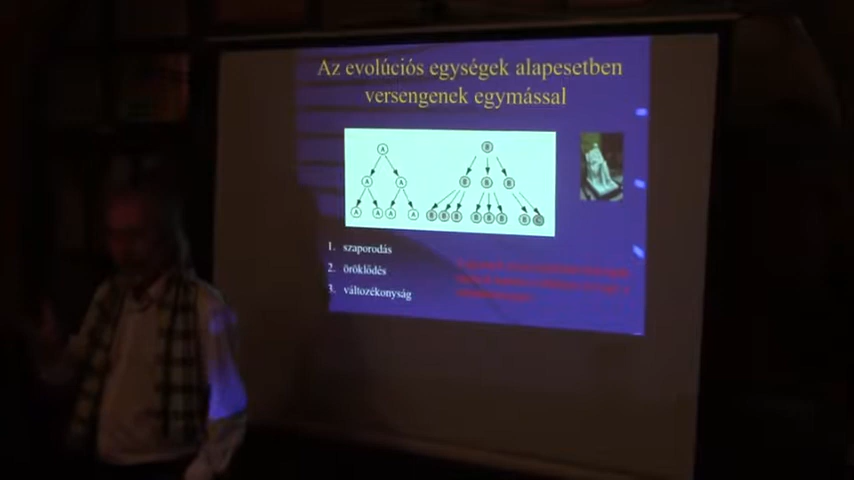 Az evolúciós egységek alapesetben
versengenek egymással
A B
A A B B B
A A A A B B B B B B B C
1. szaporodás
2. öröklődés
3. változékonyság